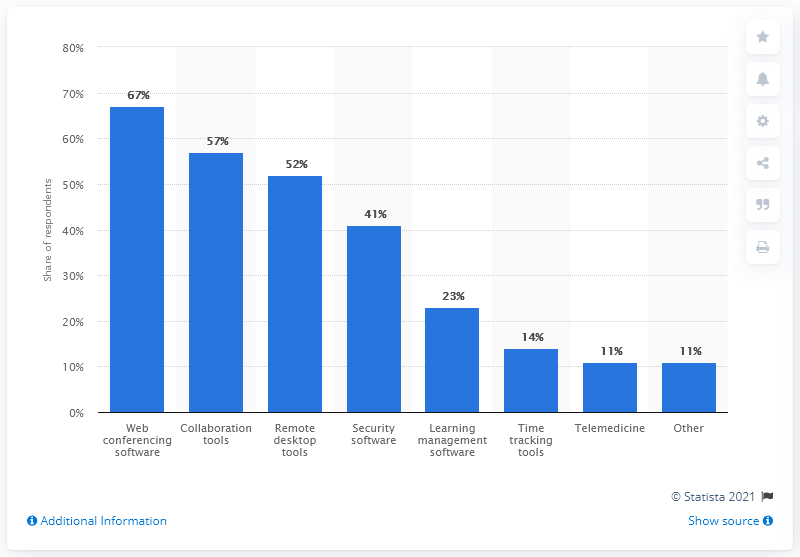 80%
70%
60%
50%
40%
30%
20%
10%
0%
Share of respondents
67%
57%
52%
41%
23%
14%
11%
11%
Web
conferencing
software
Collaboration
tools
Remote
desktop
tools
Security
software
Learning
management
software
Time
tracking
tools
Telemedicine
Other
© Statista 2021
Additional Information
Show source